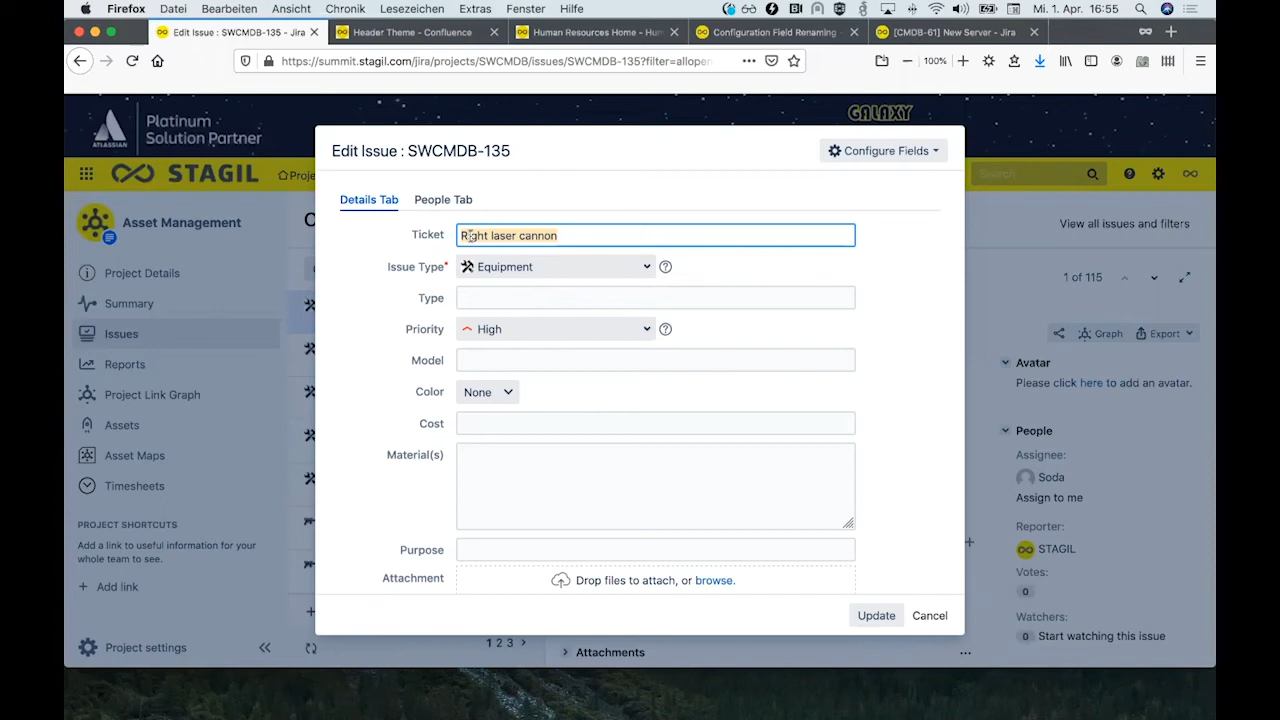 Firefox Datei Bearbeiten Ansicht Chronik Lesezeichen Extras Fenster Hilfe Mi. 1. Apr. 16:55
Edit Issue : SWCMDB-135 - Jira
Header Theme - Confluence
Human Resources Home - Hum
Configuration Field Renaming -
[CMDB-61] New Server - Jira
https://summit.stagil.com/jira/projects/SWCMDB/issues/SWCMDB-135?filter=allopen
100%
ATLASSIAN
Platinum
Solution Partner
GALAXY
STAGIL
Proje
Search
Asset Management
Project Details
Summary
Issues
Reports
Project Link Graph
Assets
Asset Maps
Timesheets
PROJECT SHORTCUTS
Add a link to useful information for your
whole team to see.
+ Add link
Project settings
Edit Issue : SWCMDB-135
Configure Fields
Details Tab
People Tab
Ticket Right laser cannon
Issue Type* Equipment
Type
Priority High
Model
Color None
Cost
Material(s)
Purpose
Attachment Drop files to attach, or browse.
Update Cancel
1 2 3 >
Attachments
View all issues and filters
1 of 115
Graph Export
Avatar
Please click here to add an avatar.
People
Assignee:
Soda
Assign to me
Reporter:
STAGIL
Votes:
0
Watchers:
0 Start watching this issue